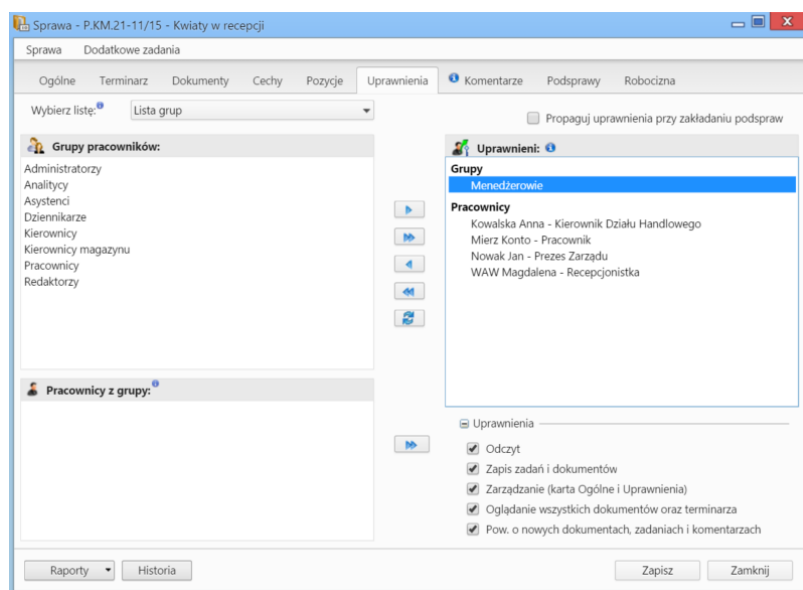 Sprawa - P.KM.21-11/15 - Kwiaty w recepcji
Sprawa Dodatkowe zadania
Ogólne Terminarz Dokumenty Cechy Pozycje Uprawnienia Komentarze Podsprawy Robocizna
Wybierz listę: Lista grup
Propaguj uprawnienia przy zakładaniu podspraw
Grupy pracowników:
Administratorzy
Analitycy
Asystenci
Dziennikarze
Kierownicy
Kierownicy magazynu
Pracownicy
Redaktorzy
Pracownicy z grupy:
Uprawnieni:
Grupy
Menedżerowie
Pracownicy
Kowalska Anna - Kierownik Działu Handlowego
Mierz Konto - Pracownik
Nowak Jan - Prezes Zarządu
WAW Magdalena - Recepcjonistka
Uprawnienia
Odczyt
Zapis zadań i dokumentów
Zarządzanie (karta Ogólne i Uprawnienia)
Oglądanie wszystkich dokumentów oraz terminarza
Pow. o nowych dokumentach, zadaniach i komentarzach
Raporty Historia Zapisz Zamknij